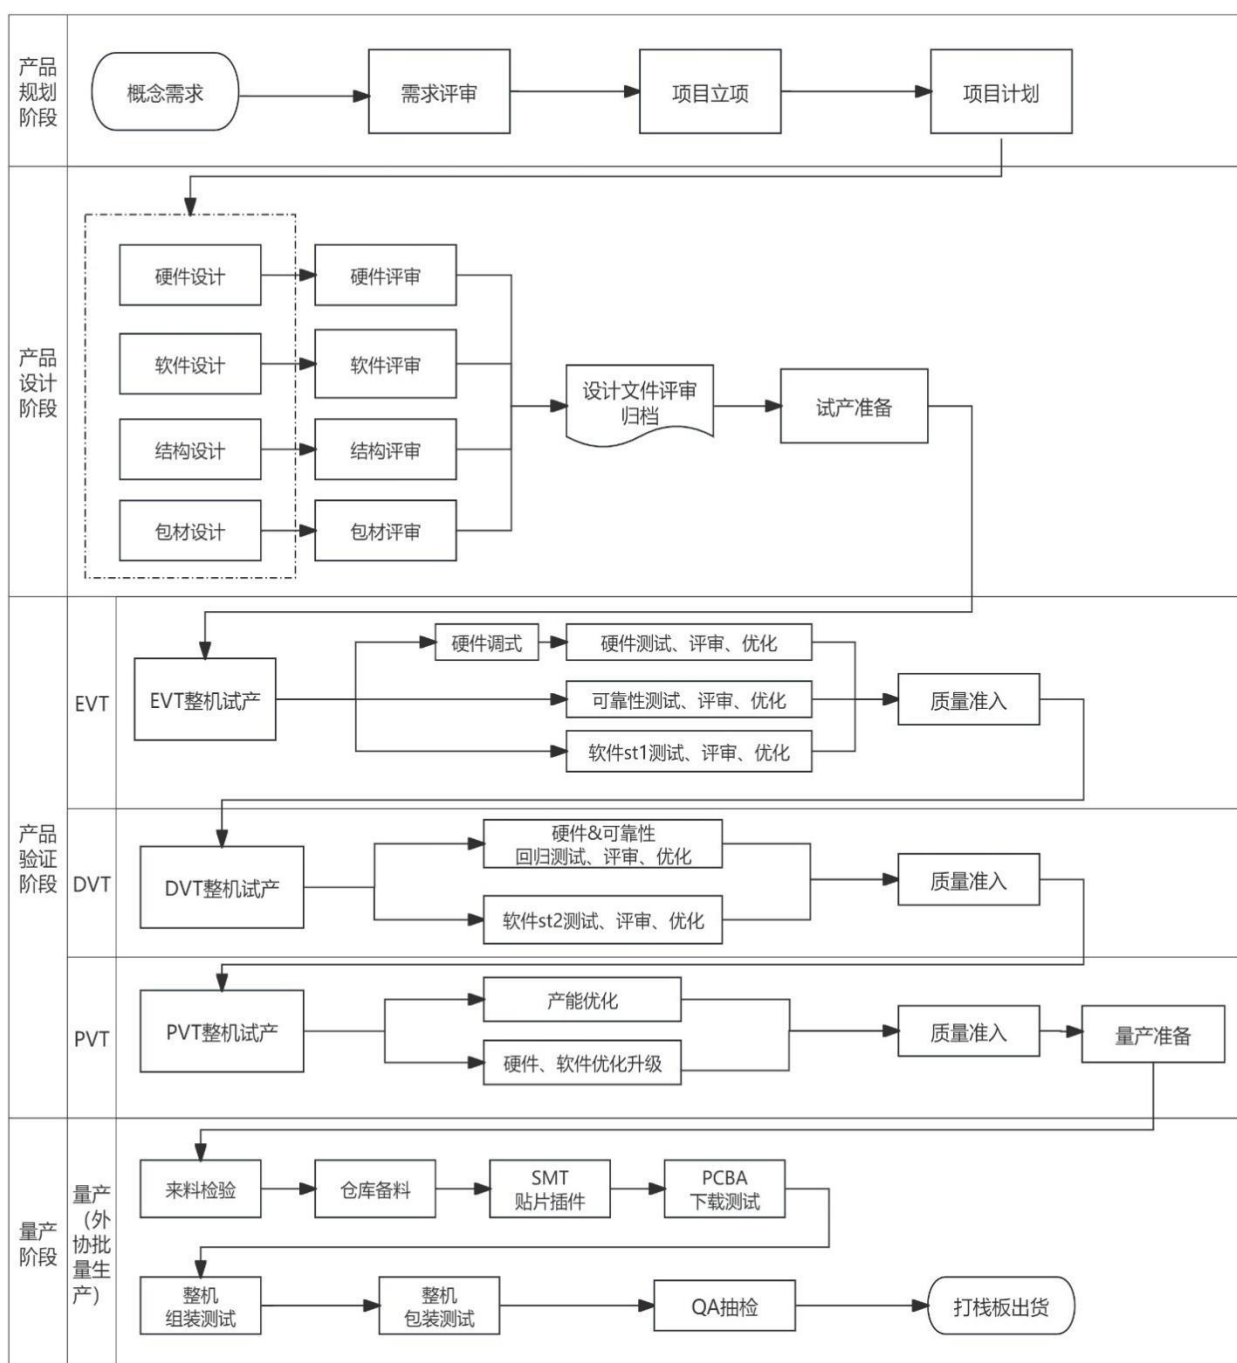 产品
规划
阶段
概念需求
需求评审
项目立项
项目计划
产品
设计
阶段
硬件设计
硬件评审
软件设计
软件评审
结构设计
结构评审
包材设计
包材评审
设计文件评审
归档
试产准备
产品
验证
阶段
EVT
EVT整机试产
硬件调式
硬件测试、评审、优化
可靠性测试、评审、优化
软件st1测试、评审、优化
质量准入
DVT
DVT整机试产
硬件&可靠性
回归测试、评审、优化
软件st2测试、评审、优化
质量准入
PVT
PVT整机试产
产能优化
硬件、软件优化升级
质量准入
量产准备
量产
阶段
量产
（外
协批
量生
产）
来料检验
仓库备料
SMT
贴片插件
PCBA
下载测试
整机
组装测试
整机
包装测试
QA抽检
打栈板出货